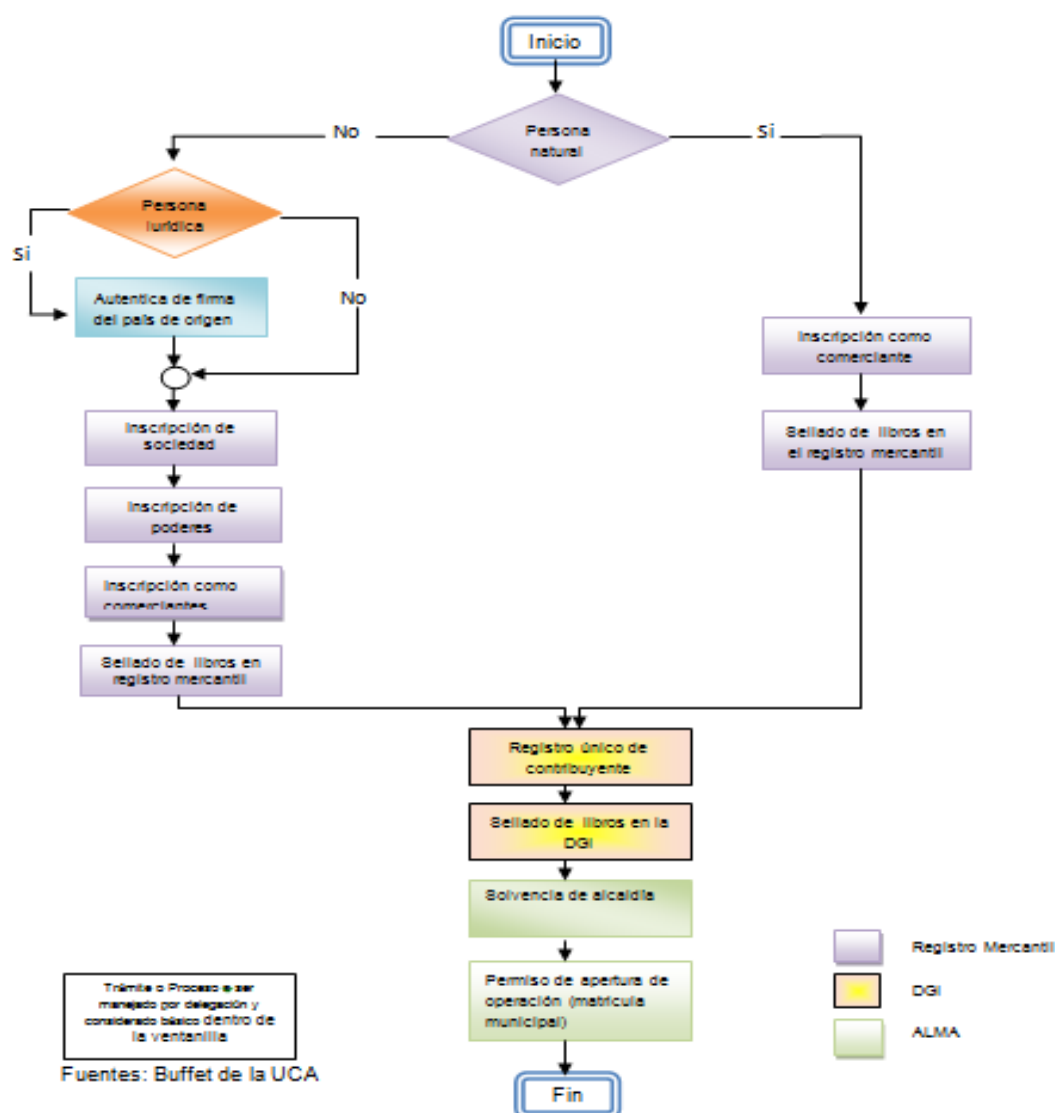 Inicio
Persona
natural
No
Si
Persona
jurídica
Si
No
Autentica de firma
del país de origen
Inscripción de
sociedad
Inscripción de
poderes
Inscripción como
comerciantes
Sellado de libros en
registro mercantil
Inscripción como
comerciante
Sellado de libros en
el registro mercantil
Registro único de
contribuyente
Sellado de libros en la
DGI
Solvencia de alcaldía
Permiso de apertura de
operación (matricula
municipal)
Fin
Trámite o Proceso a ser
manejado por delegación y
considerado básico dentro de
la ventanilla
Fuentes: Buffet de la UCA
Registro Mercantil
DGI
ALMA